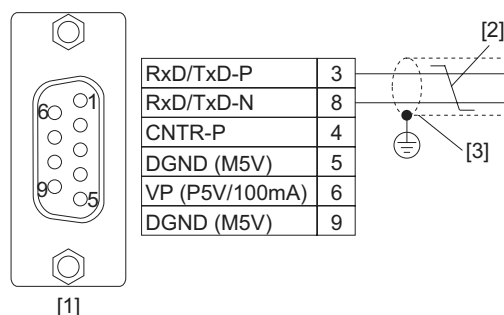 [2]
1
6
9
5
RxD/TxD-P 3
RxD/TxD-N 8
CNTR-P 4
DGND (M5V) 5
VP (P5V/100mA) 6
DGND (M5V) 9
[3]
[1]